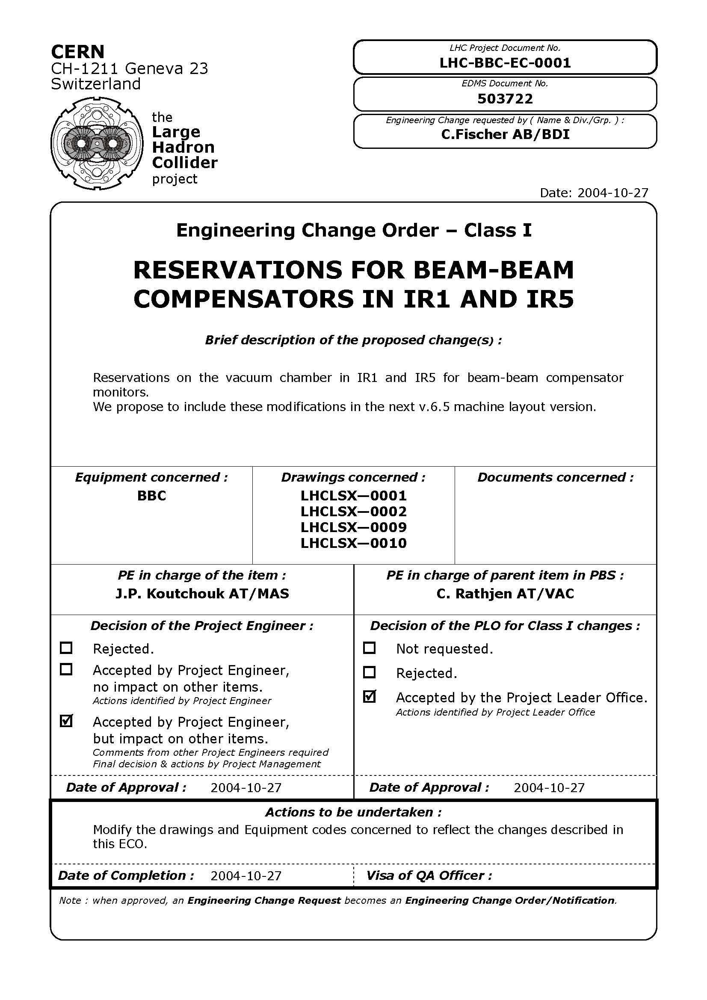 CERN
CH-1211 Geneva 23
Switzerland
the
Large
Hadron
Collider
project
LHC Project Document No.
LHC-BBC-EC-0001
EDMS Document No.
503722
Engineering Change requested by ( Name & Div./Grp. ) :
C.Fischer AB/BDI
Date: 2004-10-27
Engineering Change Order – Class I
RESERVATIONS FOR BEAM-BEAM
COMPENSATORS IN IR1 AND IR5
Brief description of the proposed change(s) :
Reservations on the vacuum chamber in IR1 and IR5 for beam-beam compensator
monitors.
We propose to include these modifications in the next v.6.5 machine layout version.
Equipment concerned :
BBC
Drawings concerned :
LHCLSX—0001
LHCLSX—0002
LHCLSX—0009
LHCLSX—0010
Documents concerned :
PE in charge of the item :
J.P. Koutchouk AT/MAS
PE in charge of parent item in PBS :
C. Rathjen AT/VAC
Decision of the Project Engineer :
Rejected.
Accepted by Project Engineer,
no impact on other items.
Actions identified by Project Engineer
Accepted by Project Engineer,
but impact on other items.
Comments from other Project Engineers required
Final decision & actions by Project Management
Decision of the PLO for Class I changes :
Not requested.
Rejected.
Accepted by the Project Leader Office.
Actions identified by Project Leader Office
Date of Approval : 2004-10-27
Date of Approval : 2004-10-27
Actions to be undertaken :
Modify the drawings and Equipment codes concerned to reflect the changes described in
this ECO.
Date of Completion : 2004-10-27
Visa of QA Officer :
Note : when approved, an Engineering Change Request becomes an Engineering Change Order/Notification.